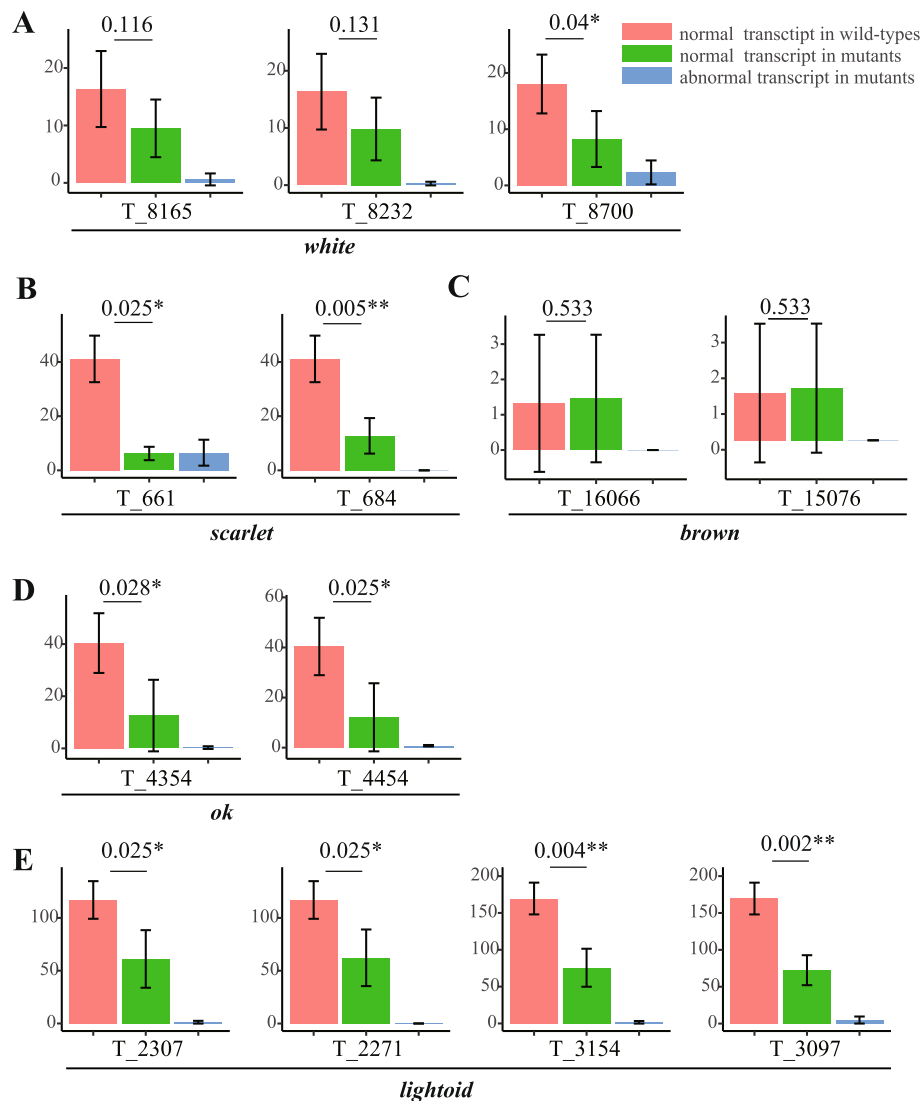 A
0.116
0.131
0.04*
normal transctipt in wild-types
normal transcript in mutants
abnormal transcript in mutants
20
10
0
20
10
0
20
10
0
T_8165
T_8232
T_8700
white
B
C
0.025*
0.005**
0.533
0.533
40
20
0
40
20
0
3
2
1
0
3
2
1
0
T_661
T_684
T_16066
T_15076
scarlet
brown
D
0.028*
0.025*
40
20
0
60
40
20
0
T_4354
T_4454
ok
E
0.025*
0.025*
0.004**
0.002**
100
50
0
100
50
0
200
150
100
50
0
200
150
100
50
0
T_2307
T_2271
T_3154
T_3097
lightoid